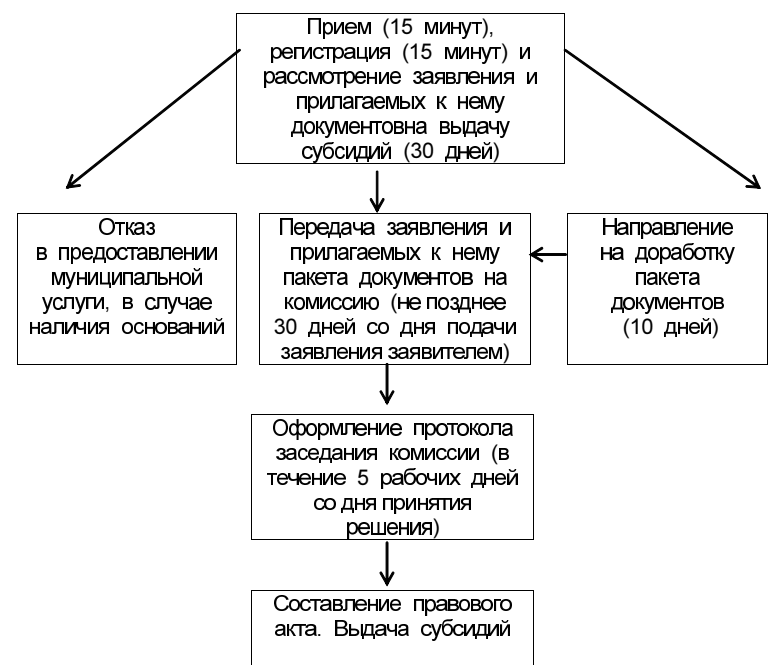 Прием (15 минут),
регистрация (15 минут) и
рассмотрение заявления и
прилагаемых к нему
документовна выдачу
субсидий (30 дней)
Отказ
в предоставлении
муниципальной
услуги, в случае
наличия оснований
Передача заявления и
прилагаемых к нему
пакета документов на
комиссию (не позднее
30 дней со дня подачи
заявления заявителем)
Направление
на доработку
пакета
документов
(10 дней)
Оформление протокола
заседания комиссии (в
течение 5 рабочих дней
со дня принятия
решения)
Составление правового
акта. Выдача субсидий